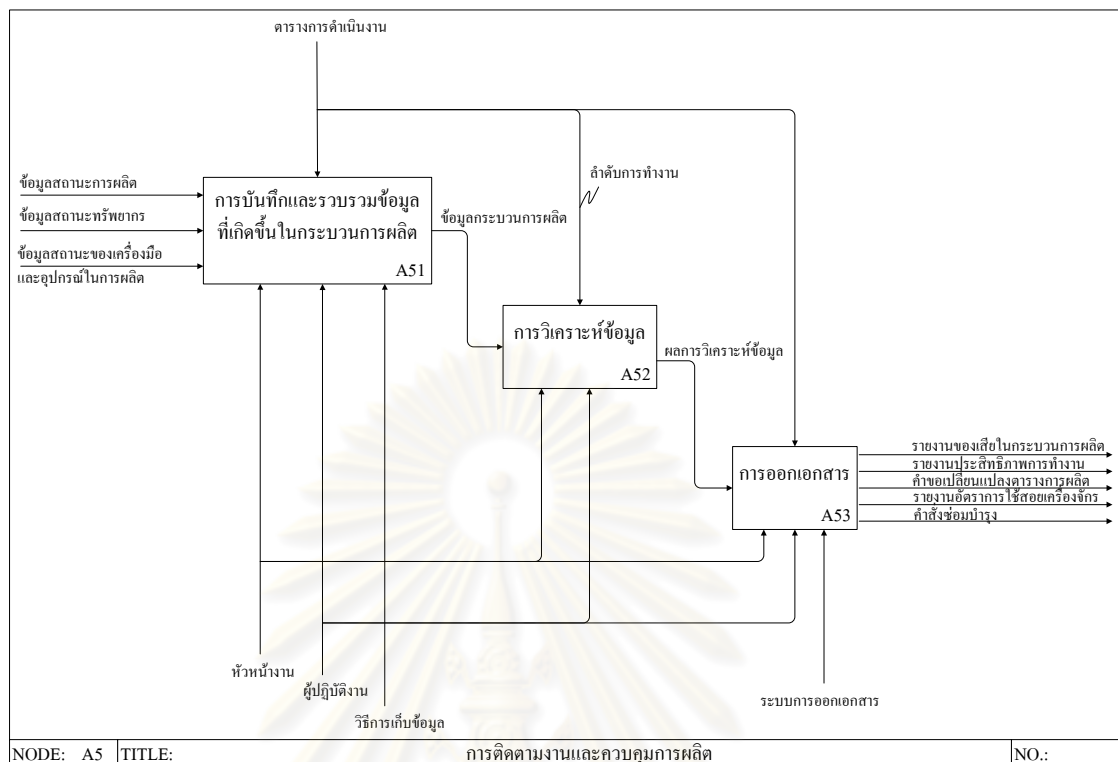 ตารางการดำเนินงาน
ลำดับการทำงาน
ข้อมูลสถานะการผลิต
ข้อมูลสถานะทรัพยากร
ข้อมูลสถานะของเครื่องมือ
และอุปกรณ์ในการผลิต
การบันทึกและรวบรวมข้อมูล
ที่เกิดขึ้นในกระบวนการผลิต
A51
ข้อมูลกระบวนการผลิต
การวิเคราะห์ข้อมูล
A52
ผลการวิเคราะห์ข้อมูล
การออกเอกสาร
A53
รายงานของเสียในกระบวนการผลิต
รายงานประสิทธิภาพการทำงาน
คำขอเปลี่ยนแปลงตารางการผลิต
รายงานอัตราการใช้สอยเครื่องจักร
คำสั่งซ่อมบำรุง
หัวหน้างาน
ผู้ปฏิบัติงาน
วิธีการเก็บข้อมูล
ระบบการออกเอกสาร
NODE: A5 TITLE: การติดตามงานและควบคุมการผลิต NO.: